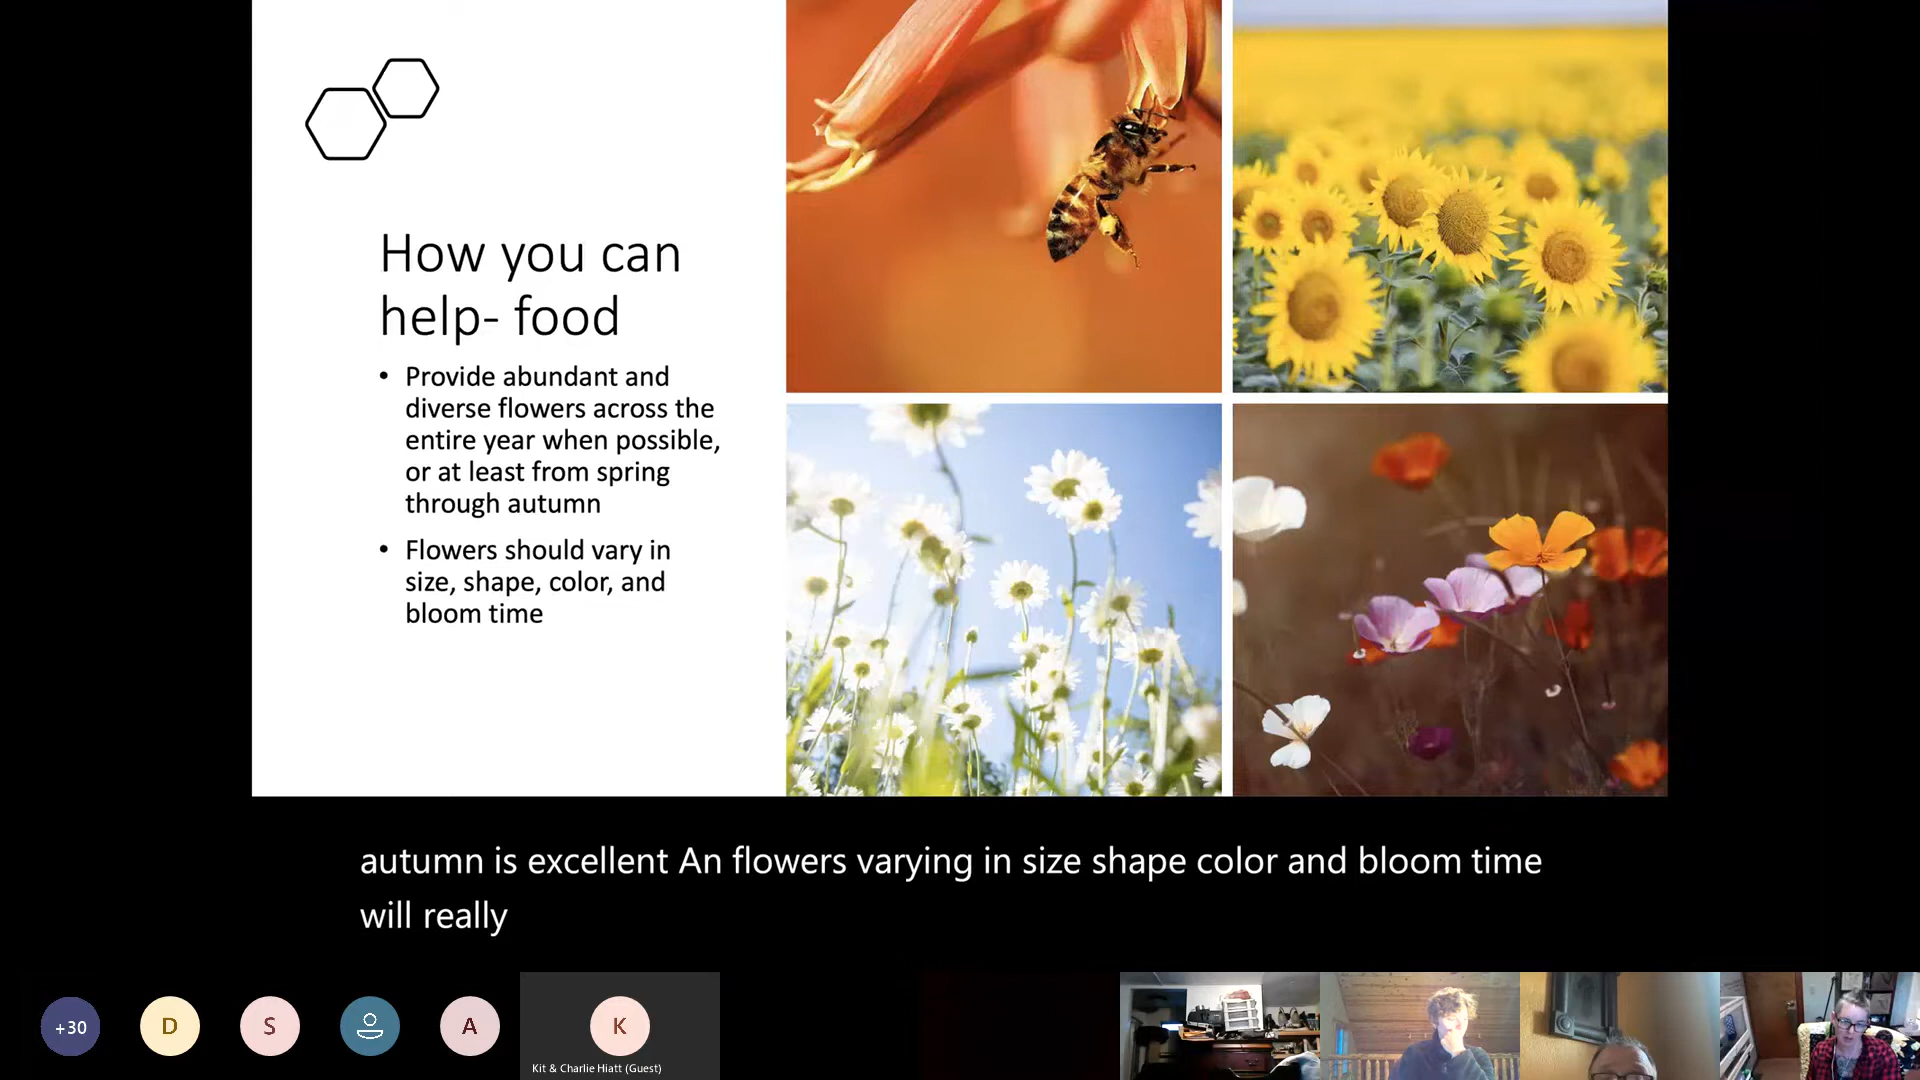 How you can
help- food
• Provide abundant and
diverse flowers across the
entire year when possible,
or at least from spring
through autumn
• Flowers should vary in
size, shape, color, and
bloom time
autumn is excellent An flowers varying in size shape color and bloom time
will really
+30
D
S
A
K
Kit & Charlie Hiatt (Guest)